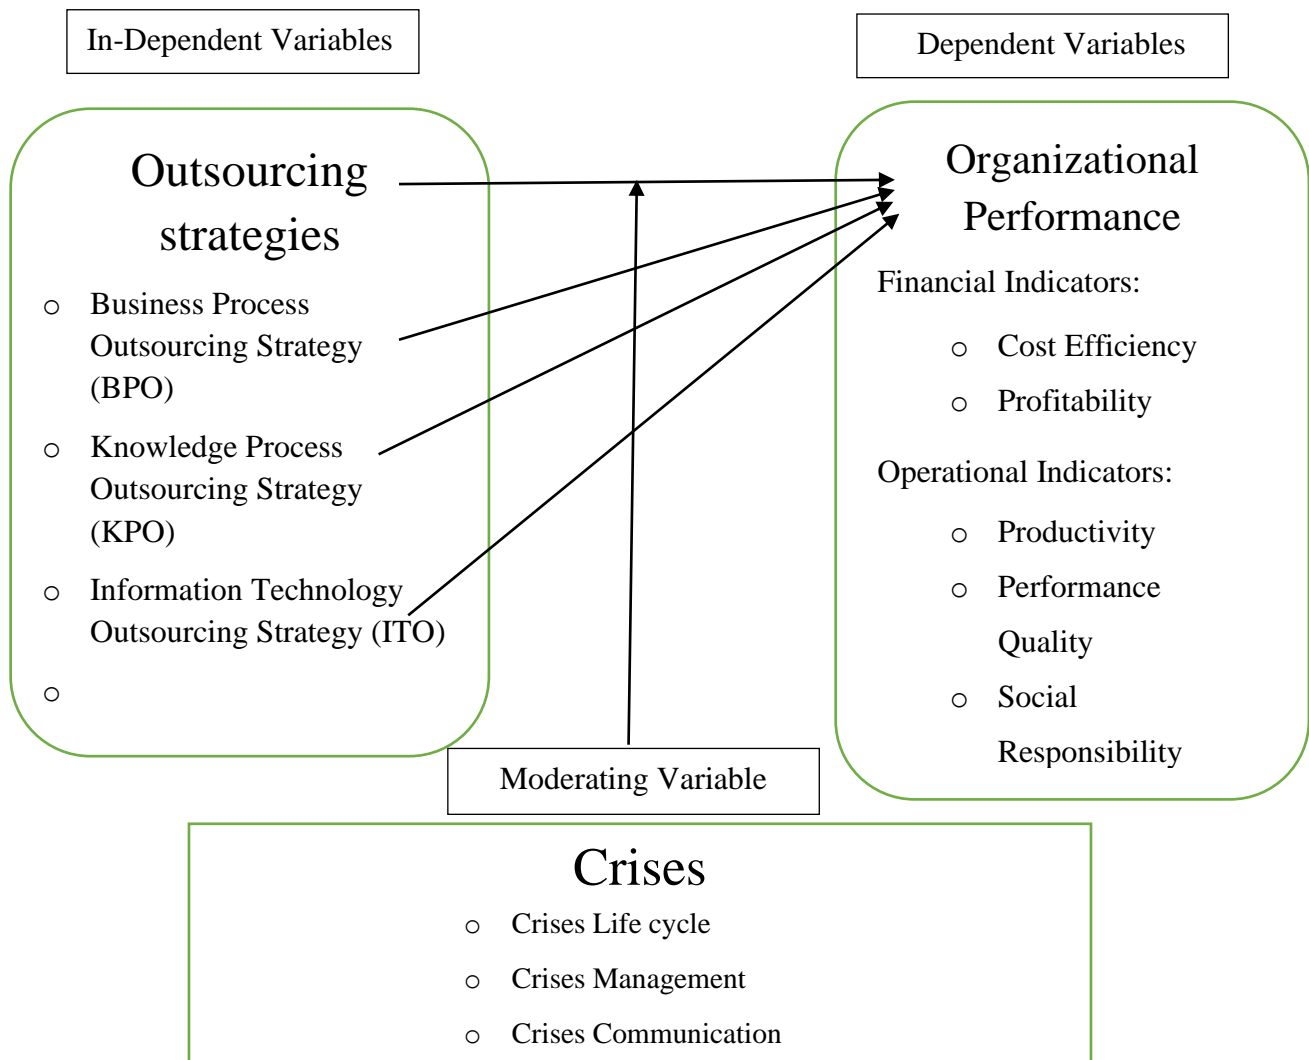 In-Dependent Variables
Dependent Variables
Outsourcing
strategies
o Business Process
Outsourcing Strategy
(BPO)
o Knowledge Process
Outsourcing Strategy
(KPO)
o Information Technology
Outsourcing Strategy (ITO)
o
Organizational
Performance
Financial Indicators:
o Cost Efficiency
o Profitability
Operational Indicators:
o Productivity
o Performance
Quality
o Social
Responsibility
Moderating Variable
Crises
o Crises Life cycle
o Crises Management
o Crises Communication